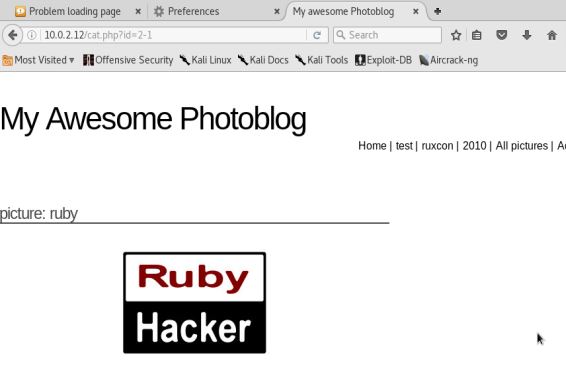 Problem loading page × Preferences × My awesome Photoblog ×
10.0.2.12/cat.php?id=2-1 Search
Most Visited Offensive Security Kali Linux Kali Docs Kali Tools Exploit-DB Aircrack-ng
My Awesome Photoblog
Home | test | ruxcon | 2010 | All pictures |
picture: ruby
Ruby
Hacker